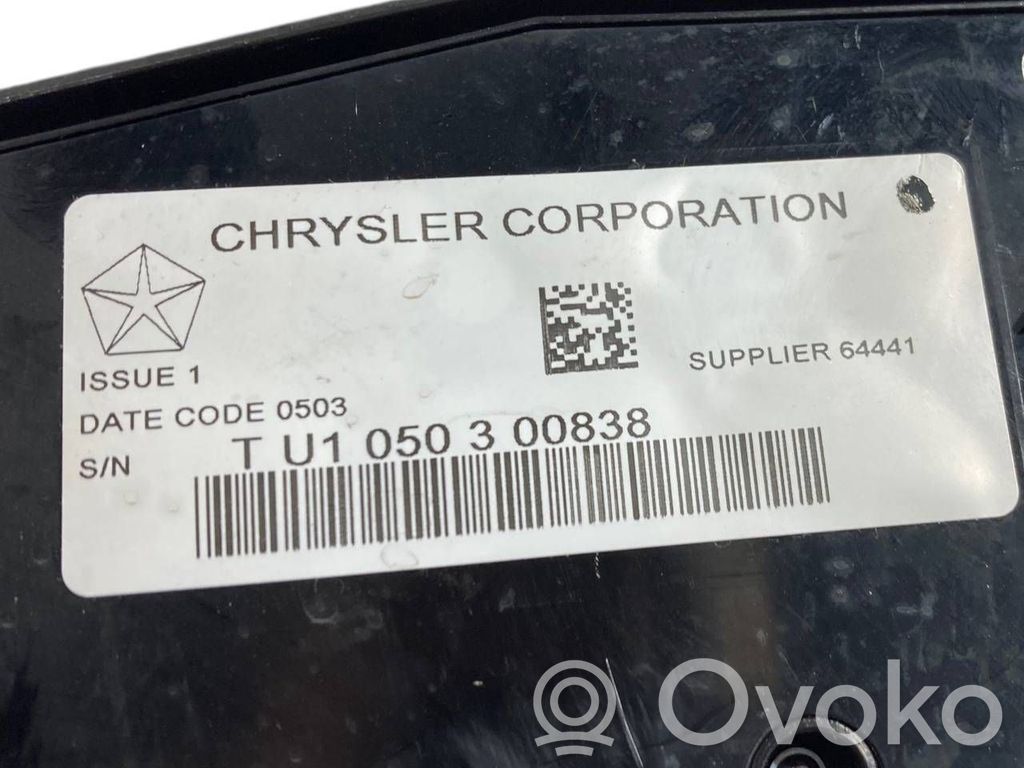 CHRYSLER CORPORATION
SUPPLIER 64441
ISSUE 1
DATE CODE 0503
S/N T U1 050 3 00838
Ovoko